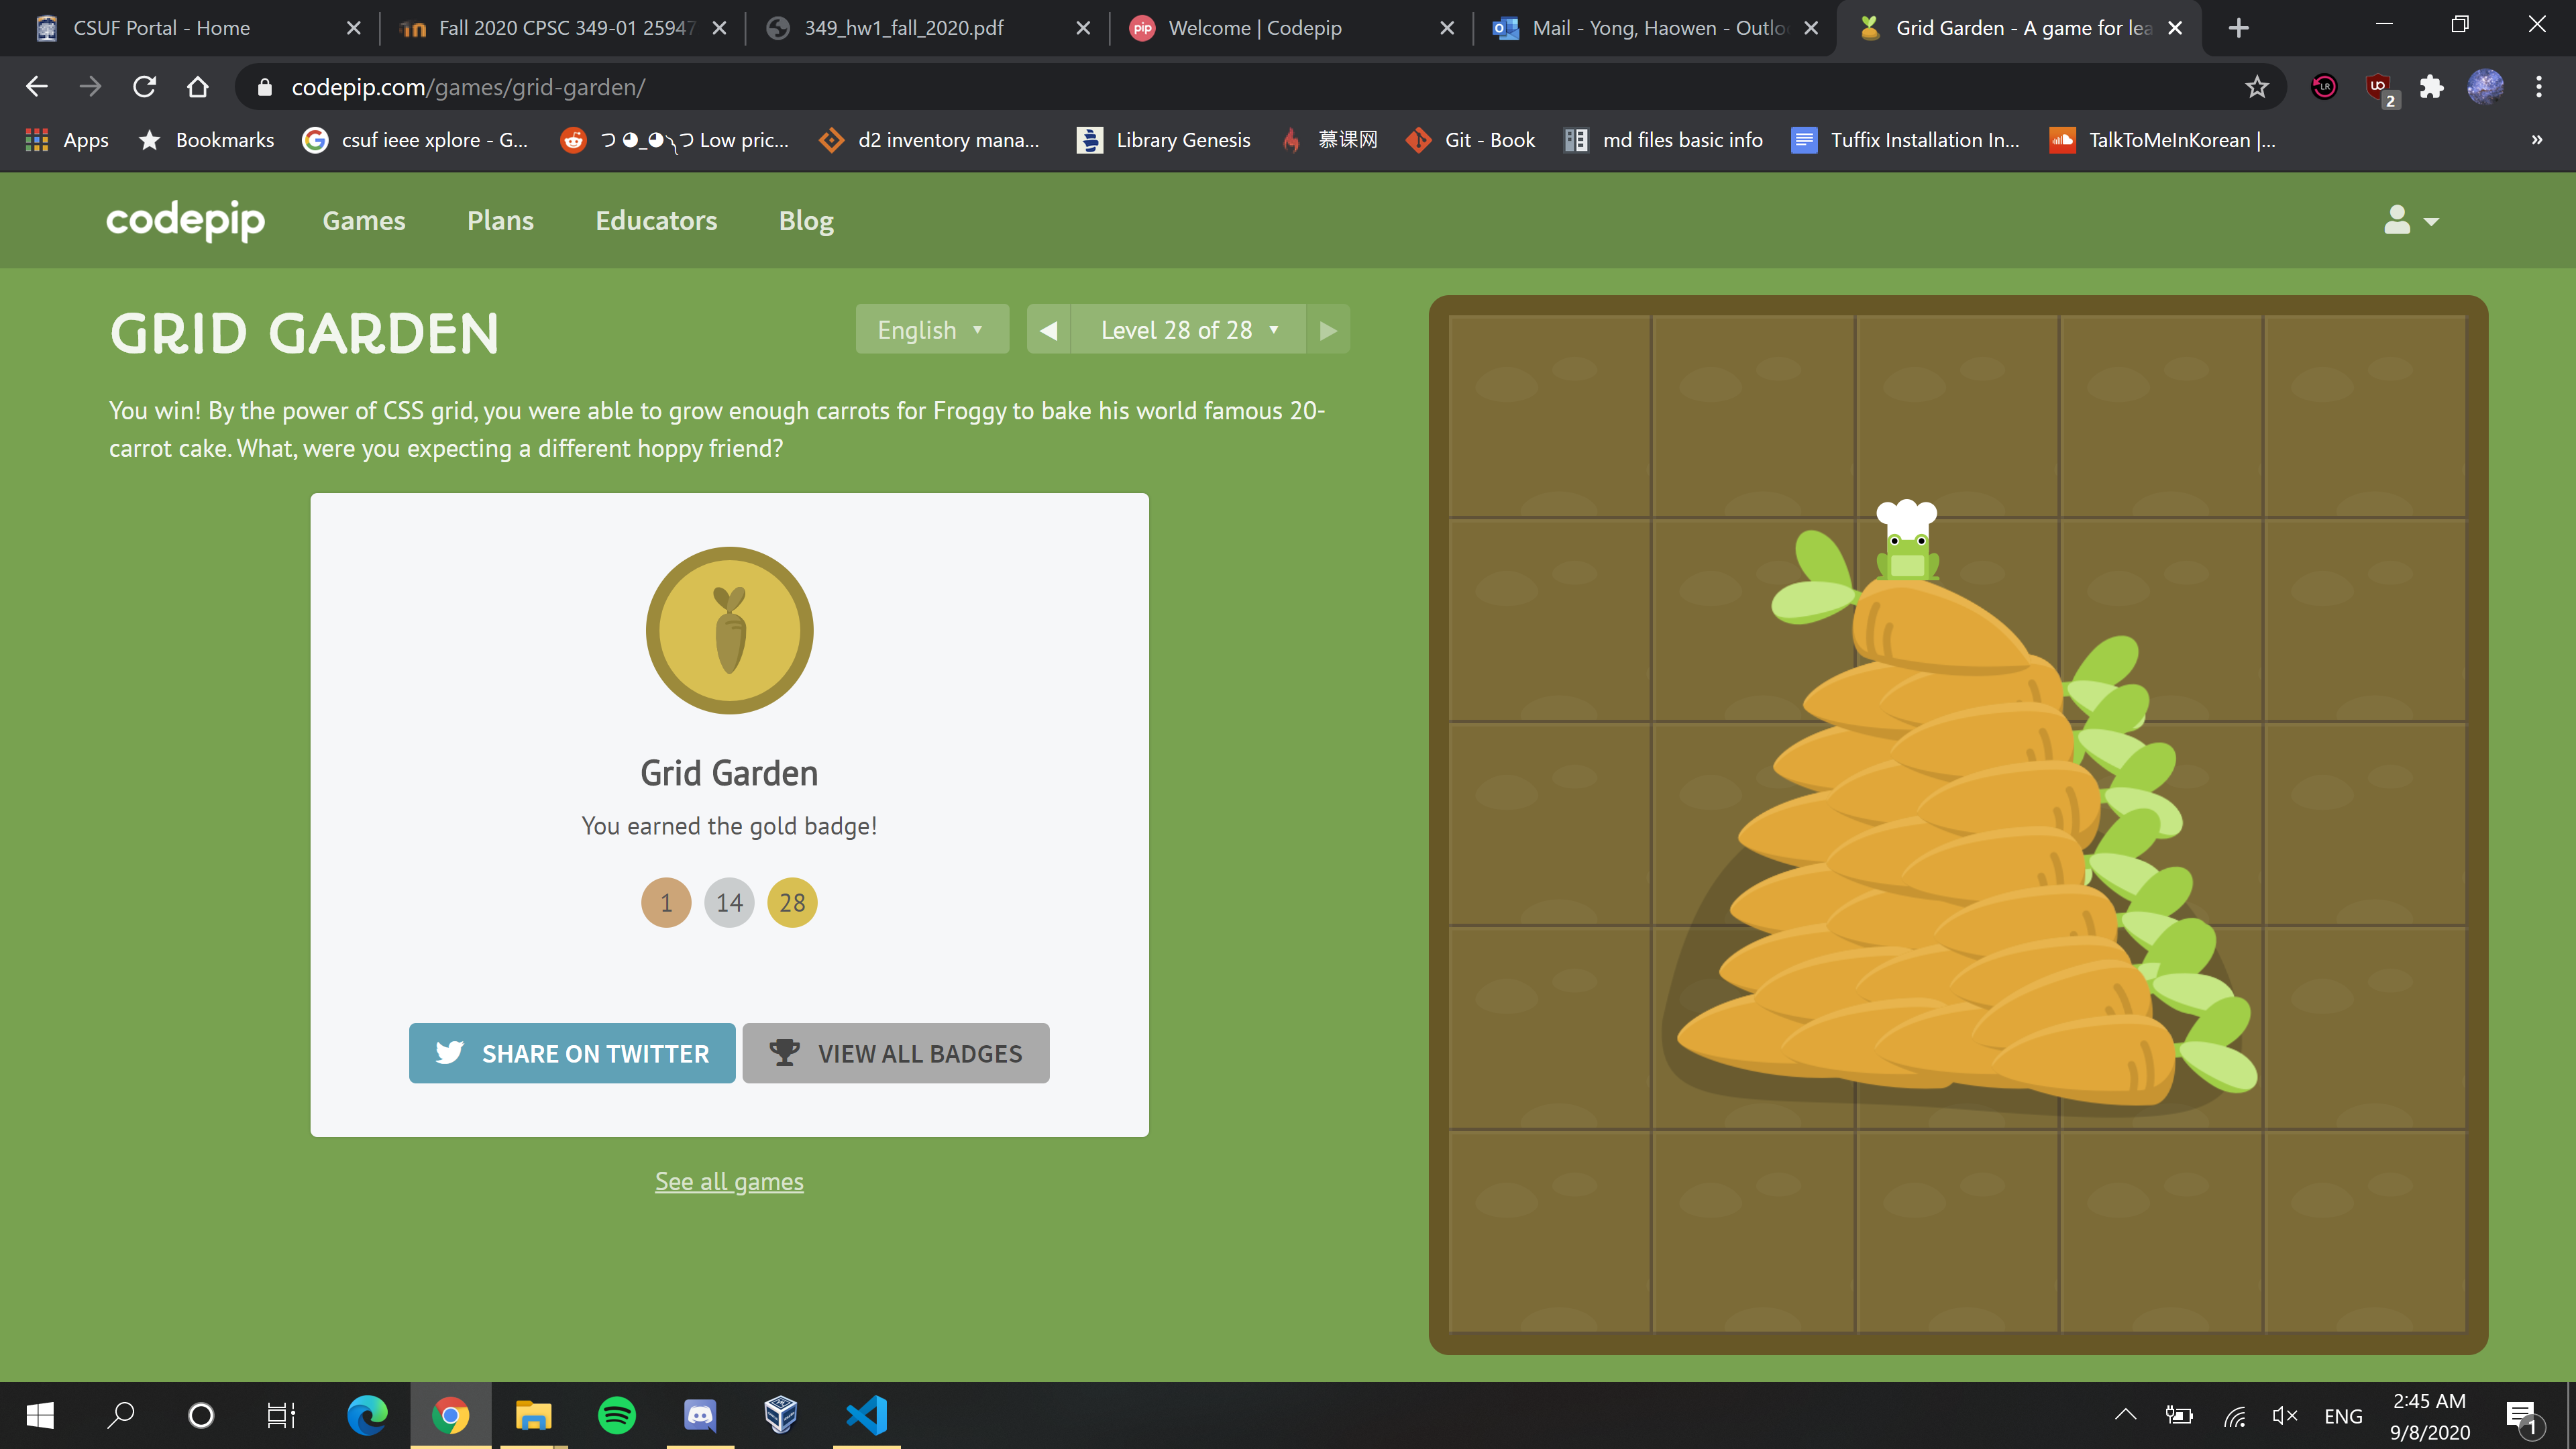 CSUF Portal - Home
Fall 2020 CPSC 349-01 25947
349_hw1_fall_2020.pdf
pip
Welcome | Codepip
Mail - Yong, Haowen - Outlo
Grid Garden - A game for lea
codepip.com/games/grid-garden/
LR
2
Apps
Bookmarks
csuf ieee xplore - G...
つ ◕_◕ ༽つ Low pric...
d2 inventory mana...
Library Genesis
慕课网
Git - Book
md files basic info
Tuffix Installation In...
TalkToMeInKorean |...
»
codepip
Games
Plans
Educators
Blog
GRID GARDEN
English
Level 28 of 28
You win! By the power of CSS grid, you were able to grow enough carrots for Froggy to bake his world famous 20-
carrot cake. What, were you expecting a different hoppy friend?
Grid Garden
You earned the gold badge!
1 14 28
SHARE ON TWITTER
VIEW ALL BADGES
See all games
ENG
2:45 AM
9/8/2020
1